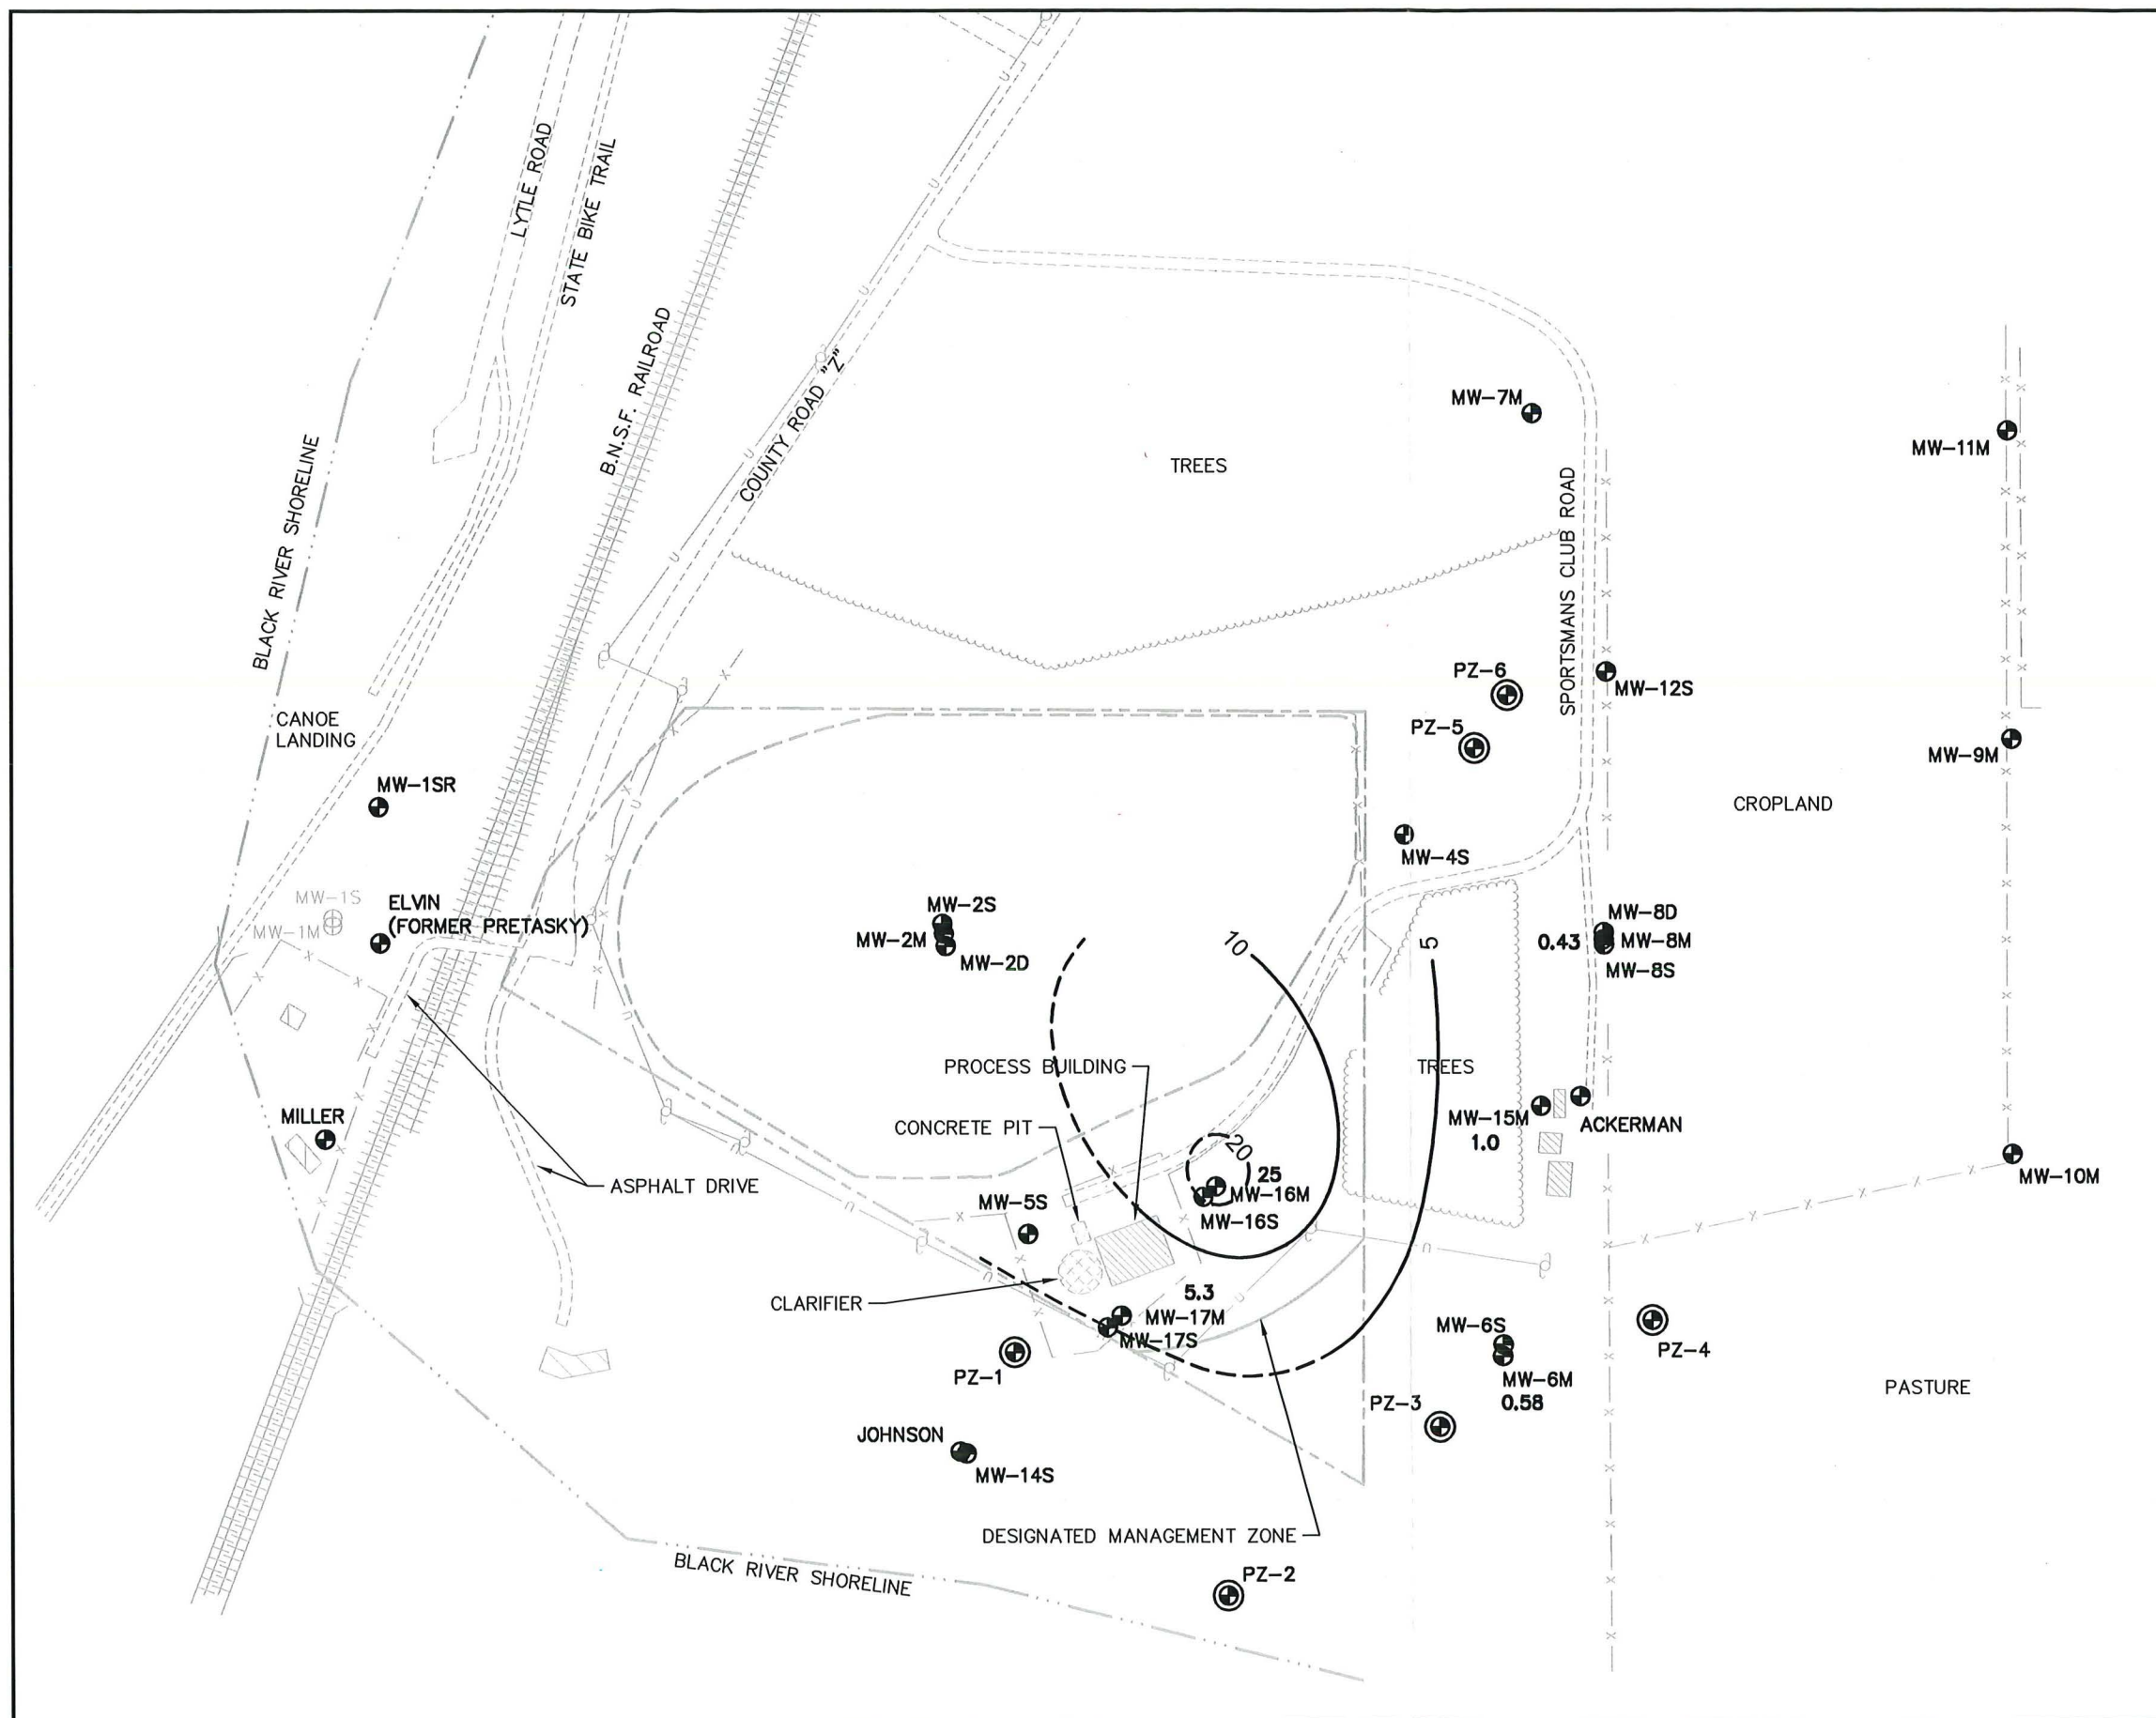 LYTLE ROAD
STATE BIKE TRAIL
B.N.S.F. RAILROAD
COUNTY ROAD "Z"
BLACK RIVER SHORELINE
TREES
MW-7M
MW-11M
SPORTSMANS CLUB ROAD
PZ-6
MW-12S
PZ-5
MW-9M
CANOE
LANDING
MW-1SR
CROPLAND
MW-4S
MW-1S
MW-1M
ELVIN
(FORMER PRETASKY)
MW-2S
MW-2M
MW-2D
10
5
MW-8D
0.43
MW-8M
MW-8S
PROCESS BUILDING
TREES
CONCRETE PIT
MILLER
MW-15M
1.0
ACKERMAN
20
25
MW-16M
MW-16S
MW-10M
ASPHALT DRIVE
MW-5S
CLARIFIER
5.3
MW-17M
MW-17S
MW-6S
MW-6M
0.58
PZ-4
PZ-1
PZ-3
PASTURE
JOHNSON
MW-14S
DESIGNATED MANAGEMENT ZONE
BLACK RIVER SHORELINE
PZ-2